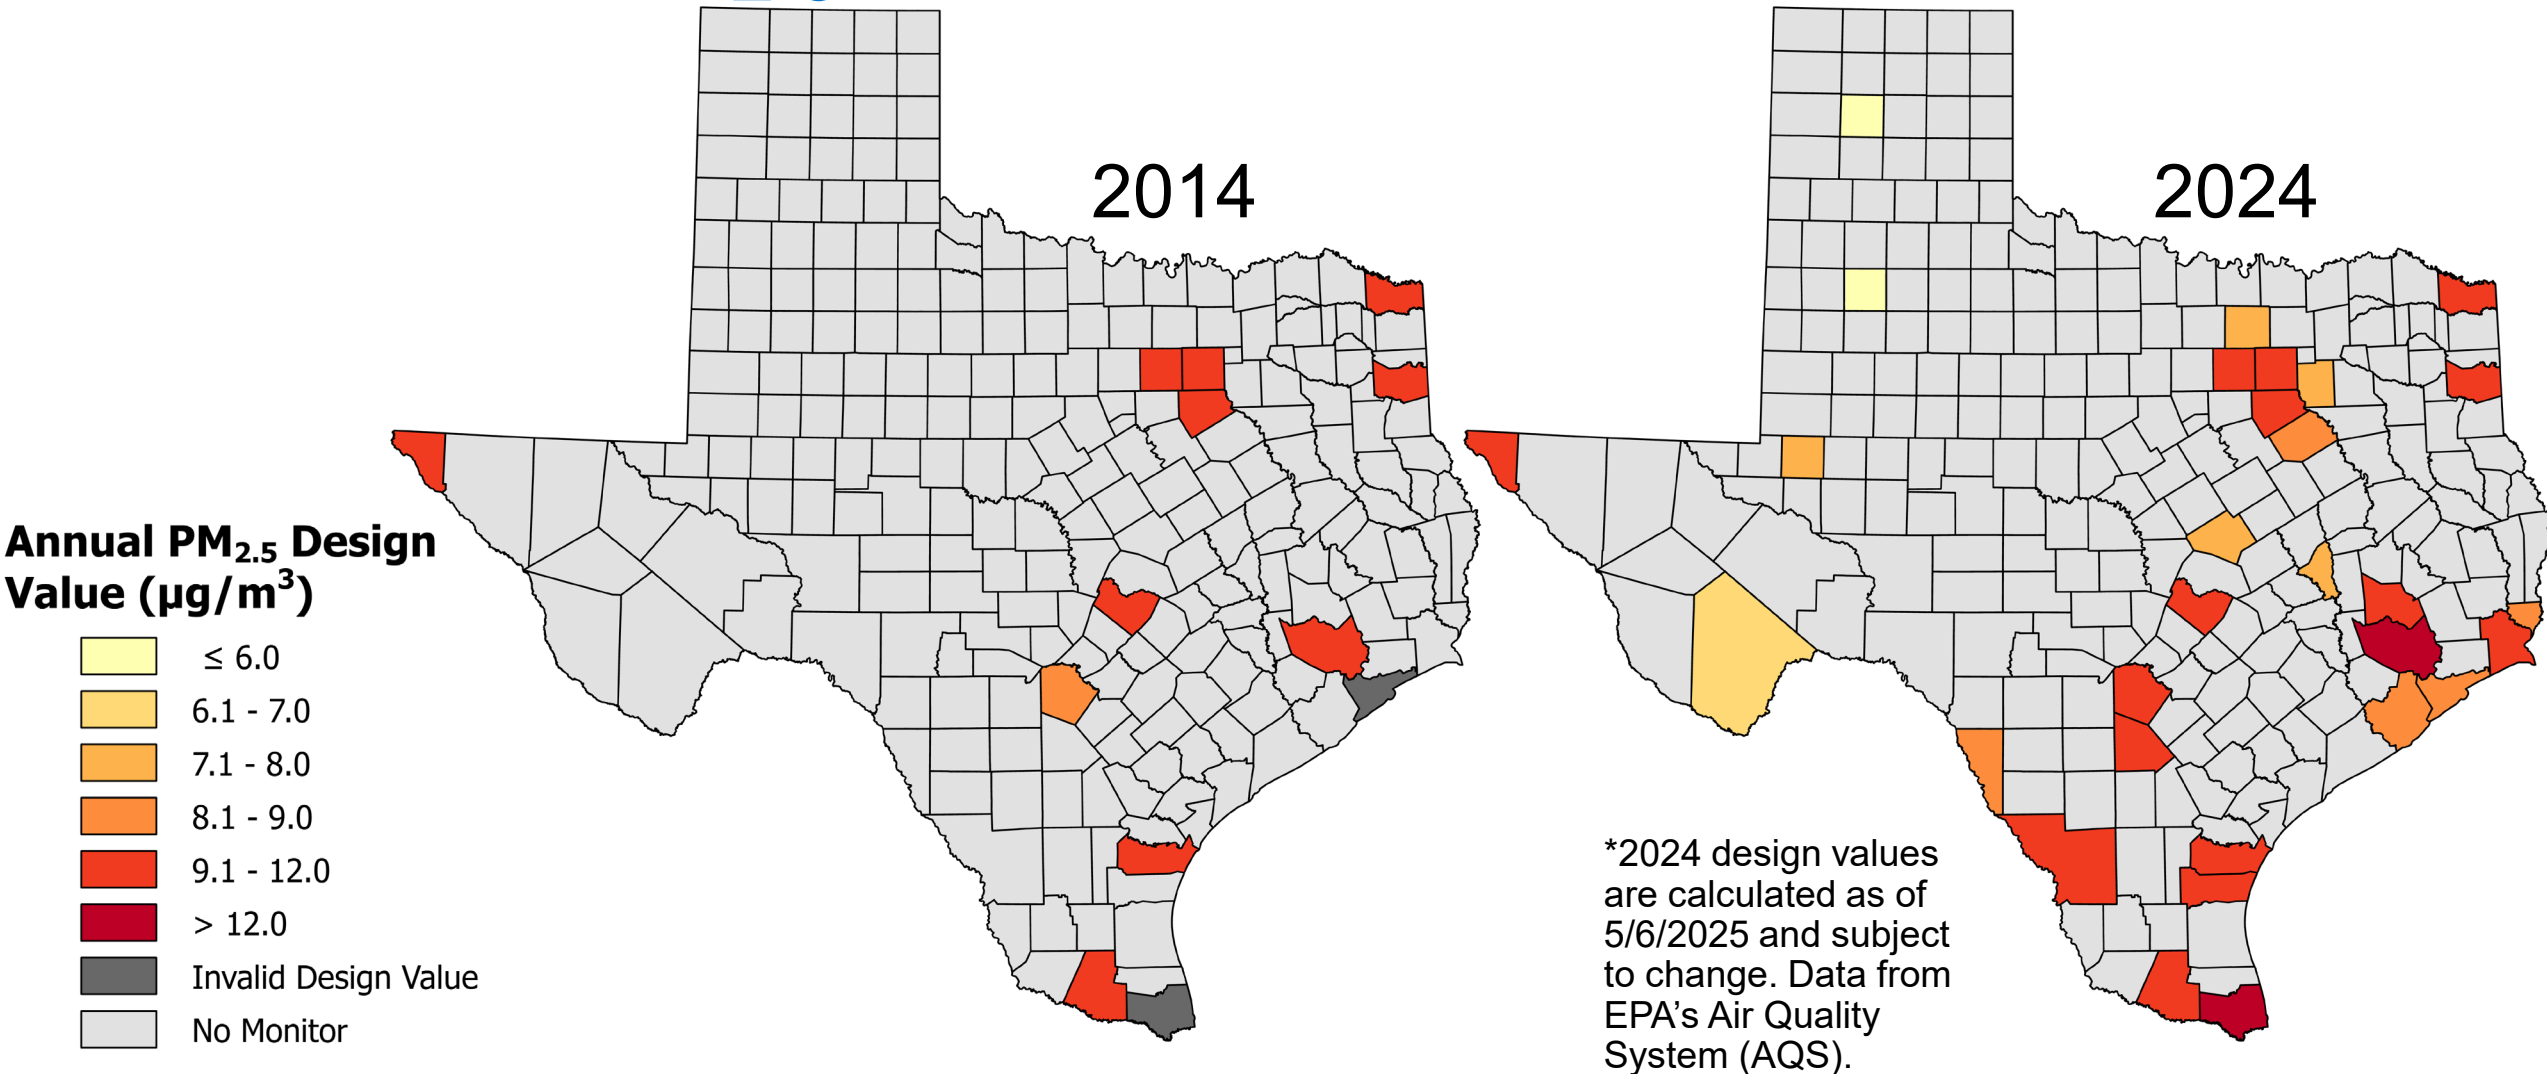 2014
2024
Annual PM2.5 Design
Value (µg/m³)
≤ 6.0
6.1 - 7.0
7.1 - 8.0
8.1 - 9.0
9.1 - 12.0
> 12.0
Invalid Design Value
No Monitor
*2024 design values
are calculated as of
5/6/2025 and subject
to change. Data from
EPA’s Air Quality
System (AQS).